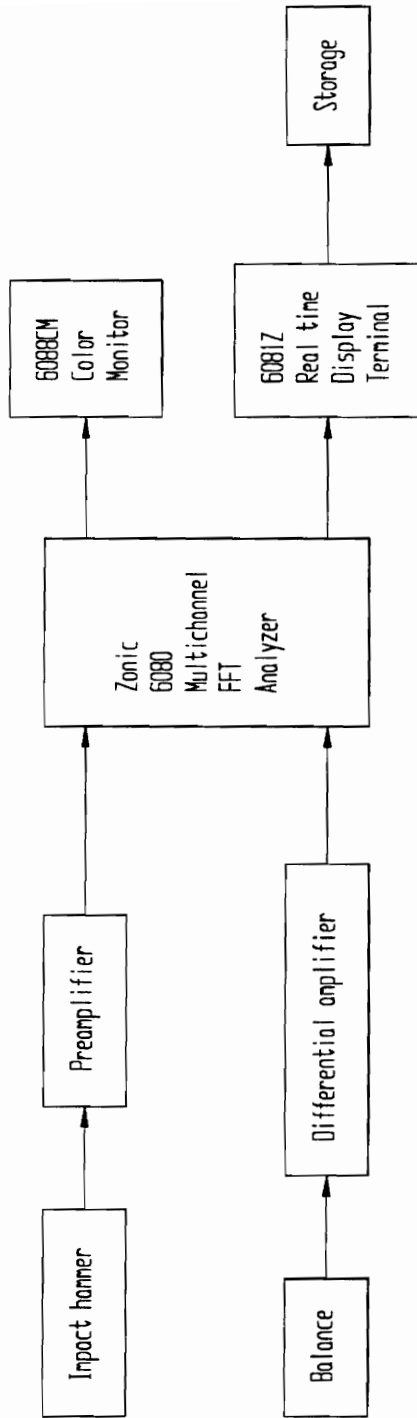 Impact hammer
Preamplifier
Zonic
6080
Multichannel
FFT
Analyzer
6088CM
Color
Monitor
Balance
Differential amplifier
6081Z
Real time
Display
Terminal
Storage